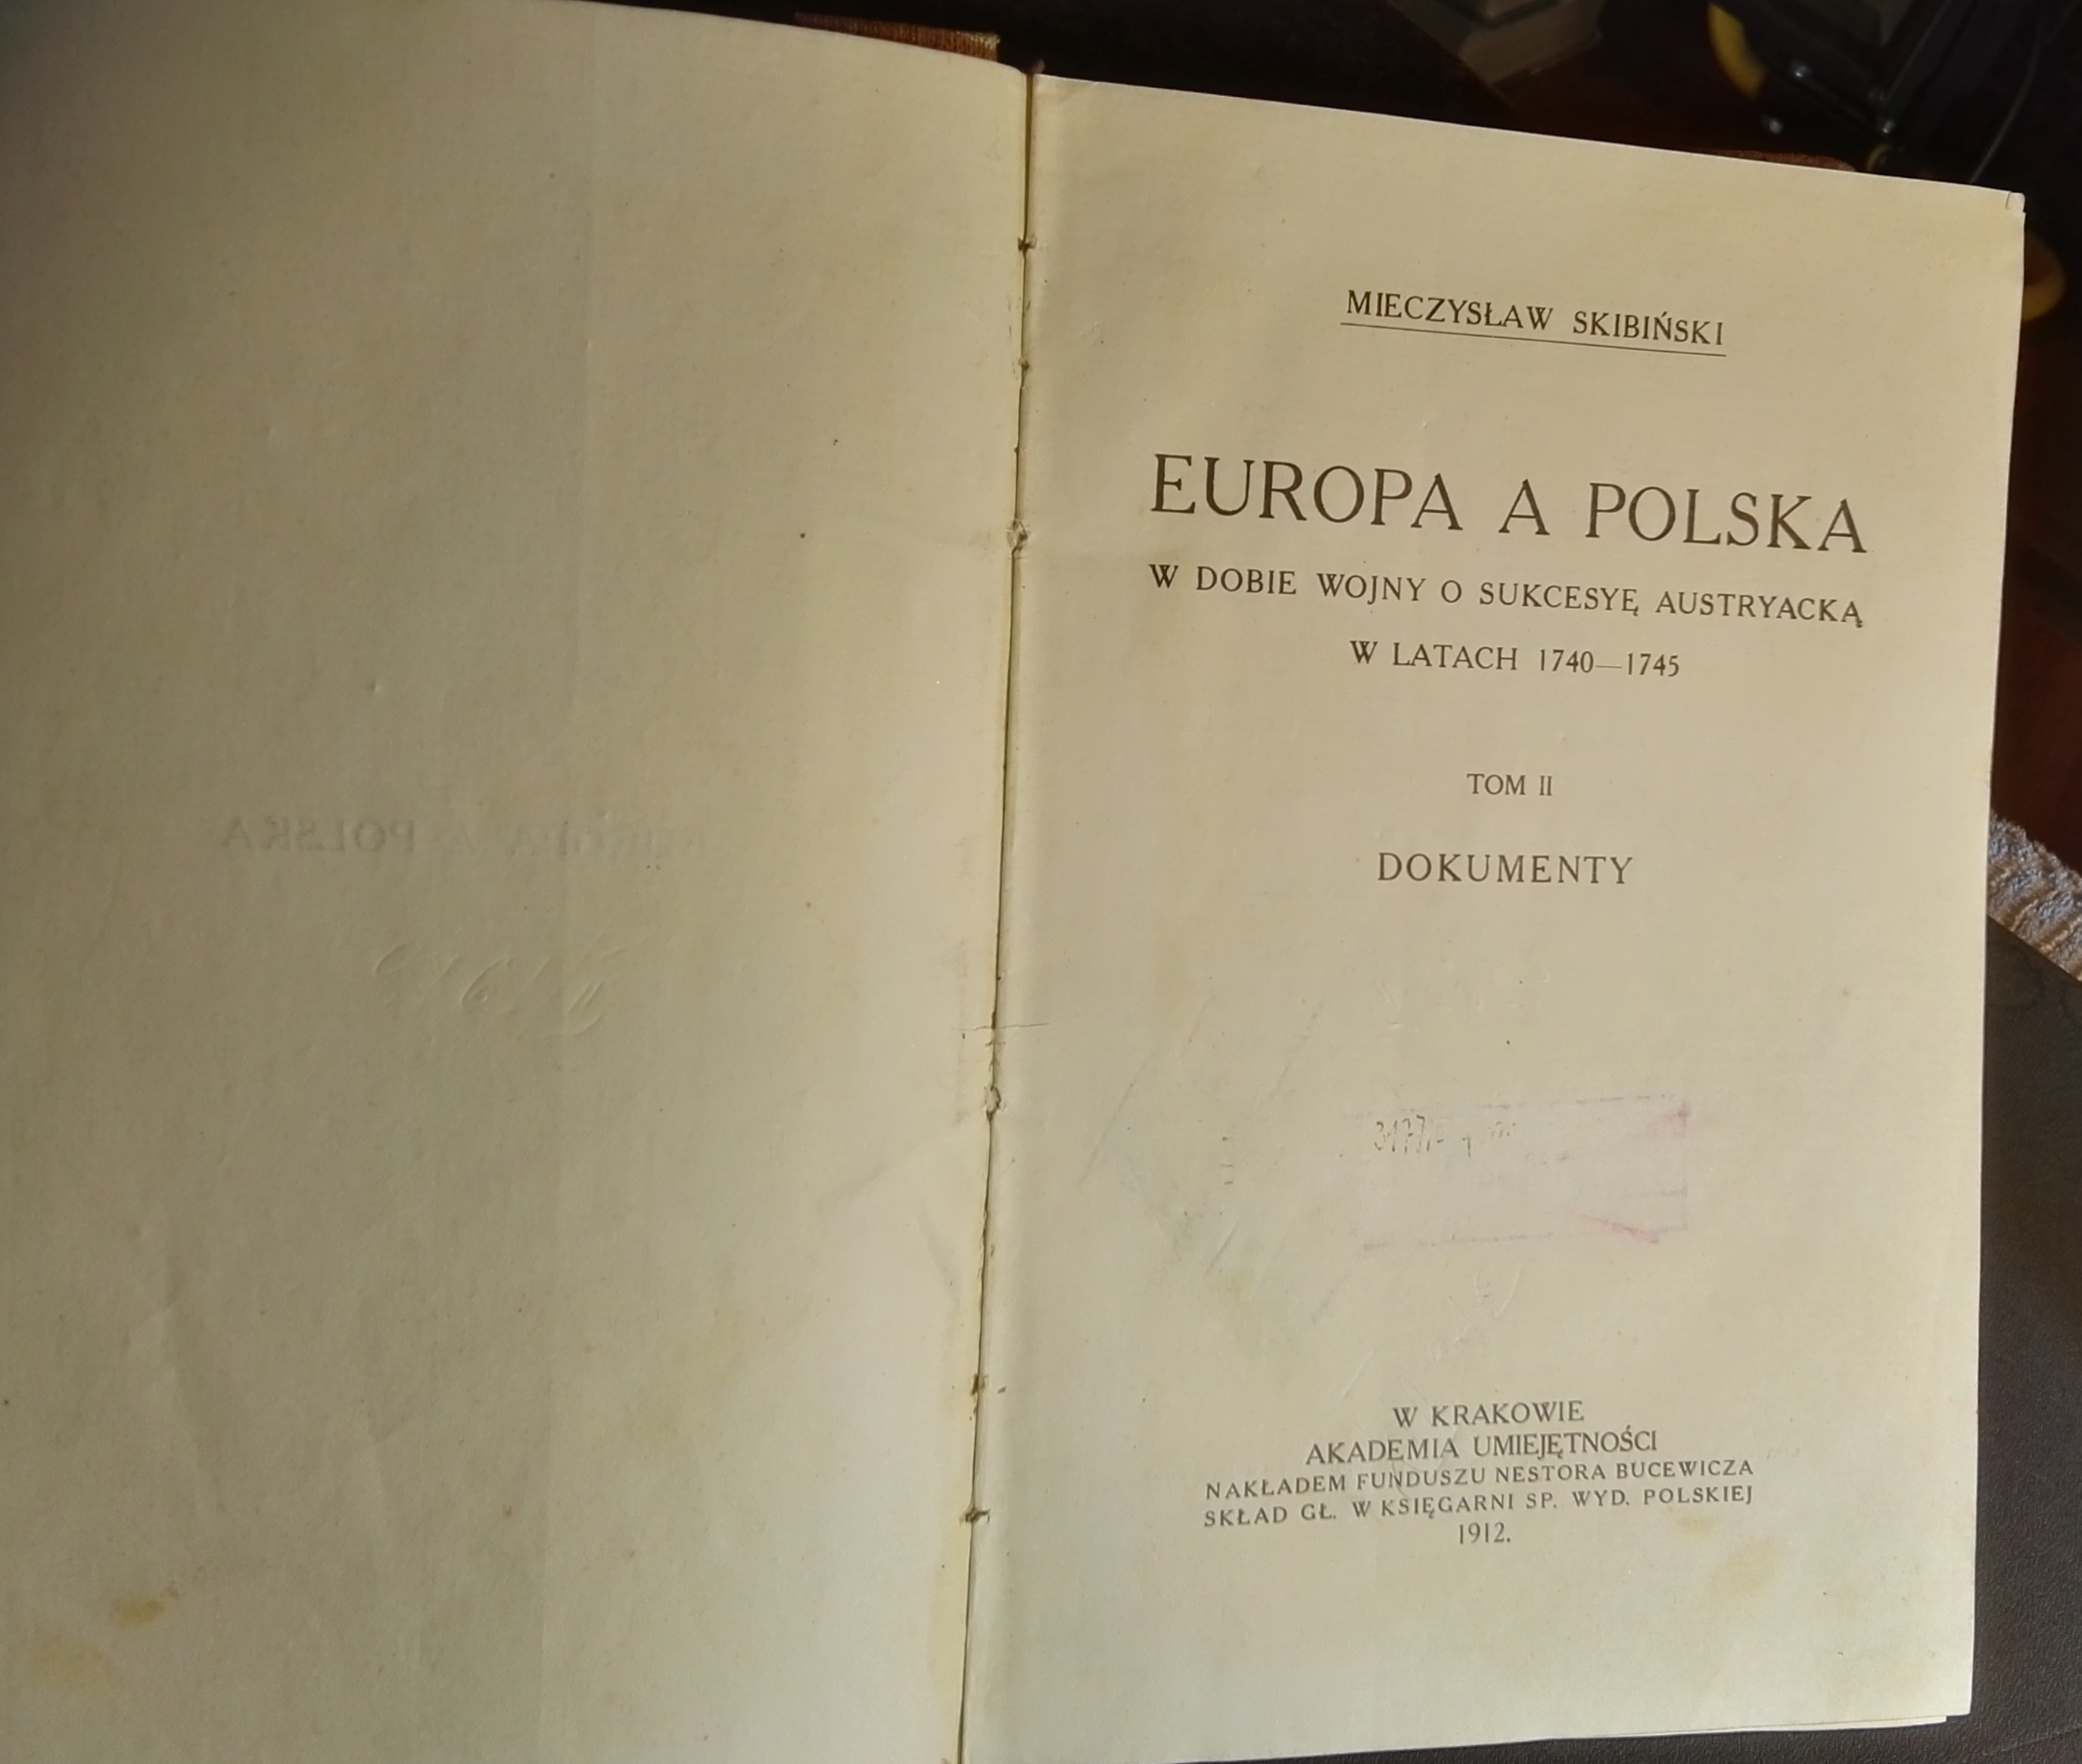 MIECZYSŁAW SKIBIŃSKI
EUROPA A POLSKA
W DOBIE WOJNY O SUKCESYĘ AUSTRYACKĄ
W LATACH 1740—1745
TOM II
DOKUMENTY
W KRAKOWIE
AKADEMIA UMIEJĘTNOŚCI
NAKŁADEM FUNDUSZU NESTORA BUCEWICZA
SKŁAD GŁ. W KSIĘGARNI SP. WYD. POLSKIEJ
1912.